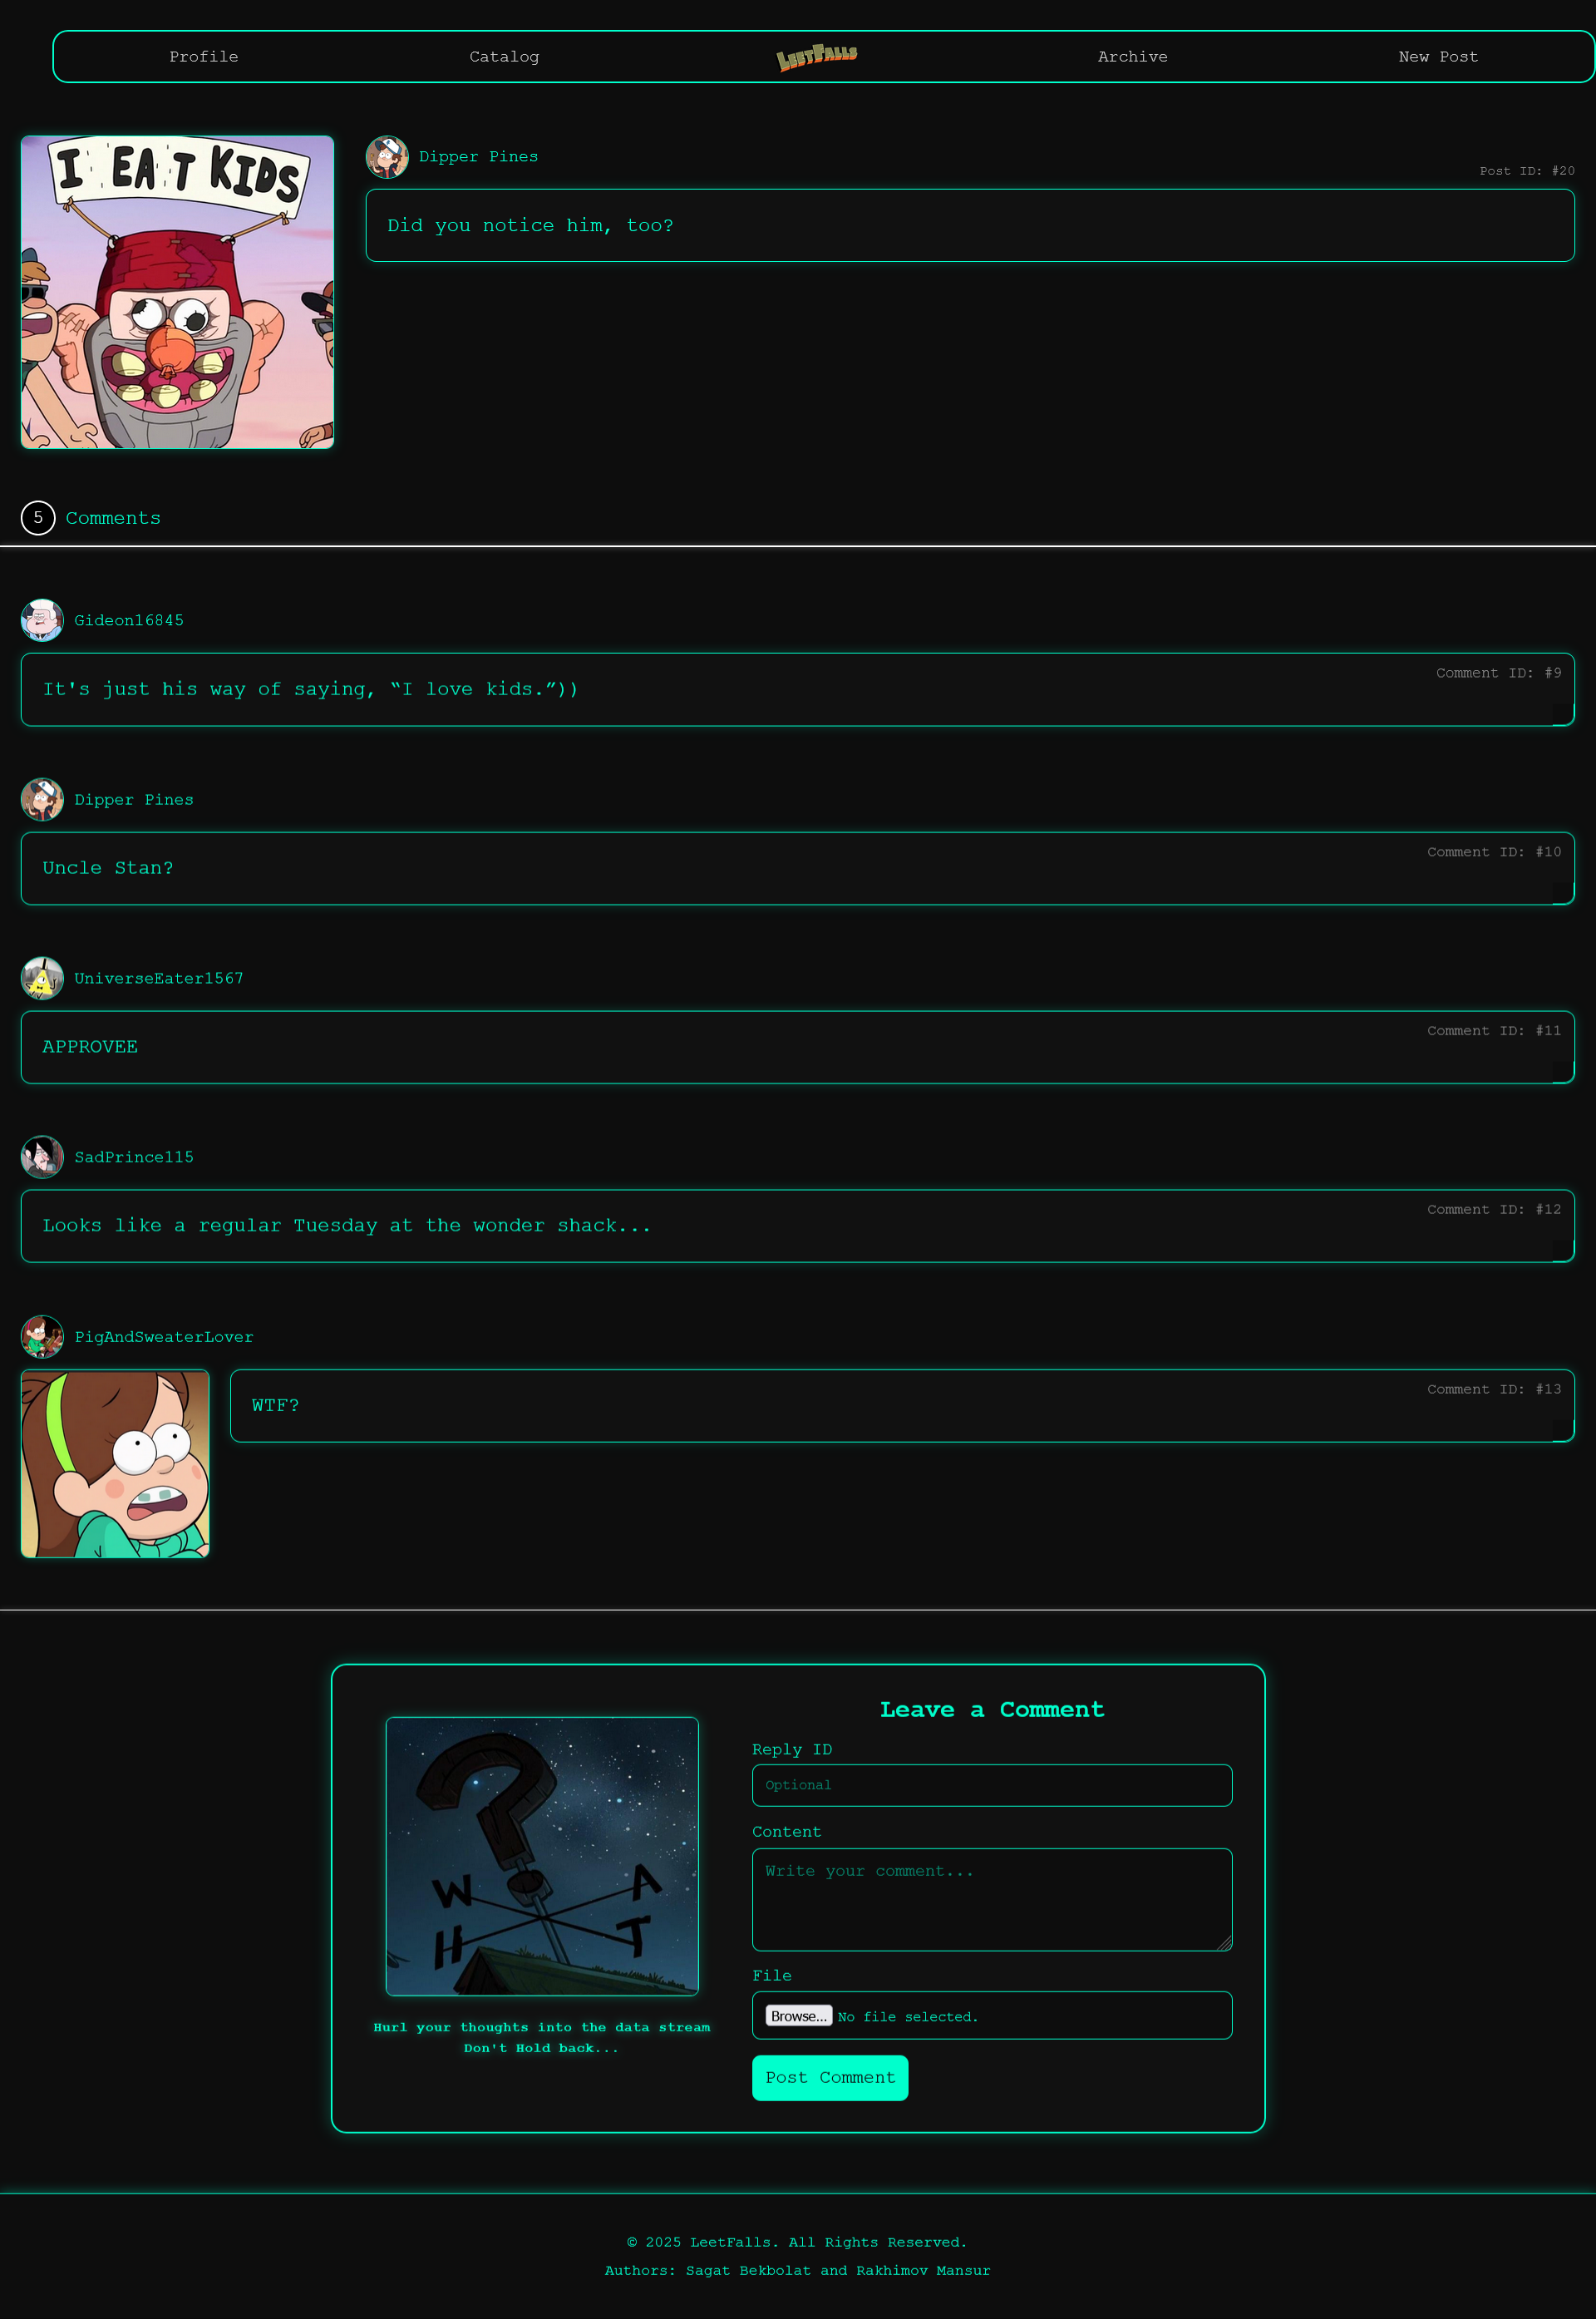 Profile
Catalog
LEETFALLS
Archive
New Post
I EAT KIDS
Dipper Pines
Post ID: #20
Did you notice him, too?
5 Comments
Gideon16845
Comment ID: #9
It's just his way of saying, “I love kids.”))
Dipper Pines
Comment ID: #10
Uncle Stan?
UniverseEater1567
Comment ID: #11
APPROVEE
SadPrince115
Comment ID: #12
Looks like a regular Tuesday at the wonder shack...
PigAndSweaterLover
Comment ID: #13
WTF?
W H A T
Hurl your thoughts into the data stream
Don't Hold back...
Leave a Comment
Reply ID
Optional
Content
Write your comment...
File
Browse... No file selected.
Post Comment
© 2025 LeetFalls. All Rights Reserved.
Authors: Sagat Bekbolat and Rakhimov Mansur